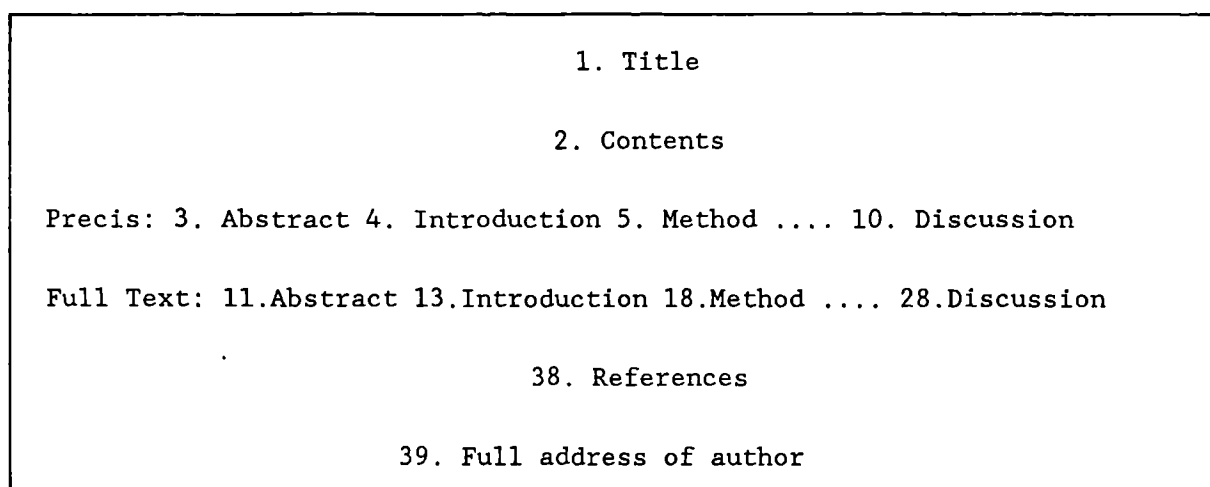 1. Title
2. Contents
Precis: 3. Abstract 4. Introduction 5. Method .... 10. Discussion
Full Text: 11.Abstract 13.Introduction 18.Method .... 28.Discussion
38. References
39. Full address of author